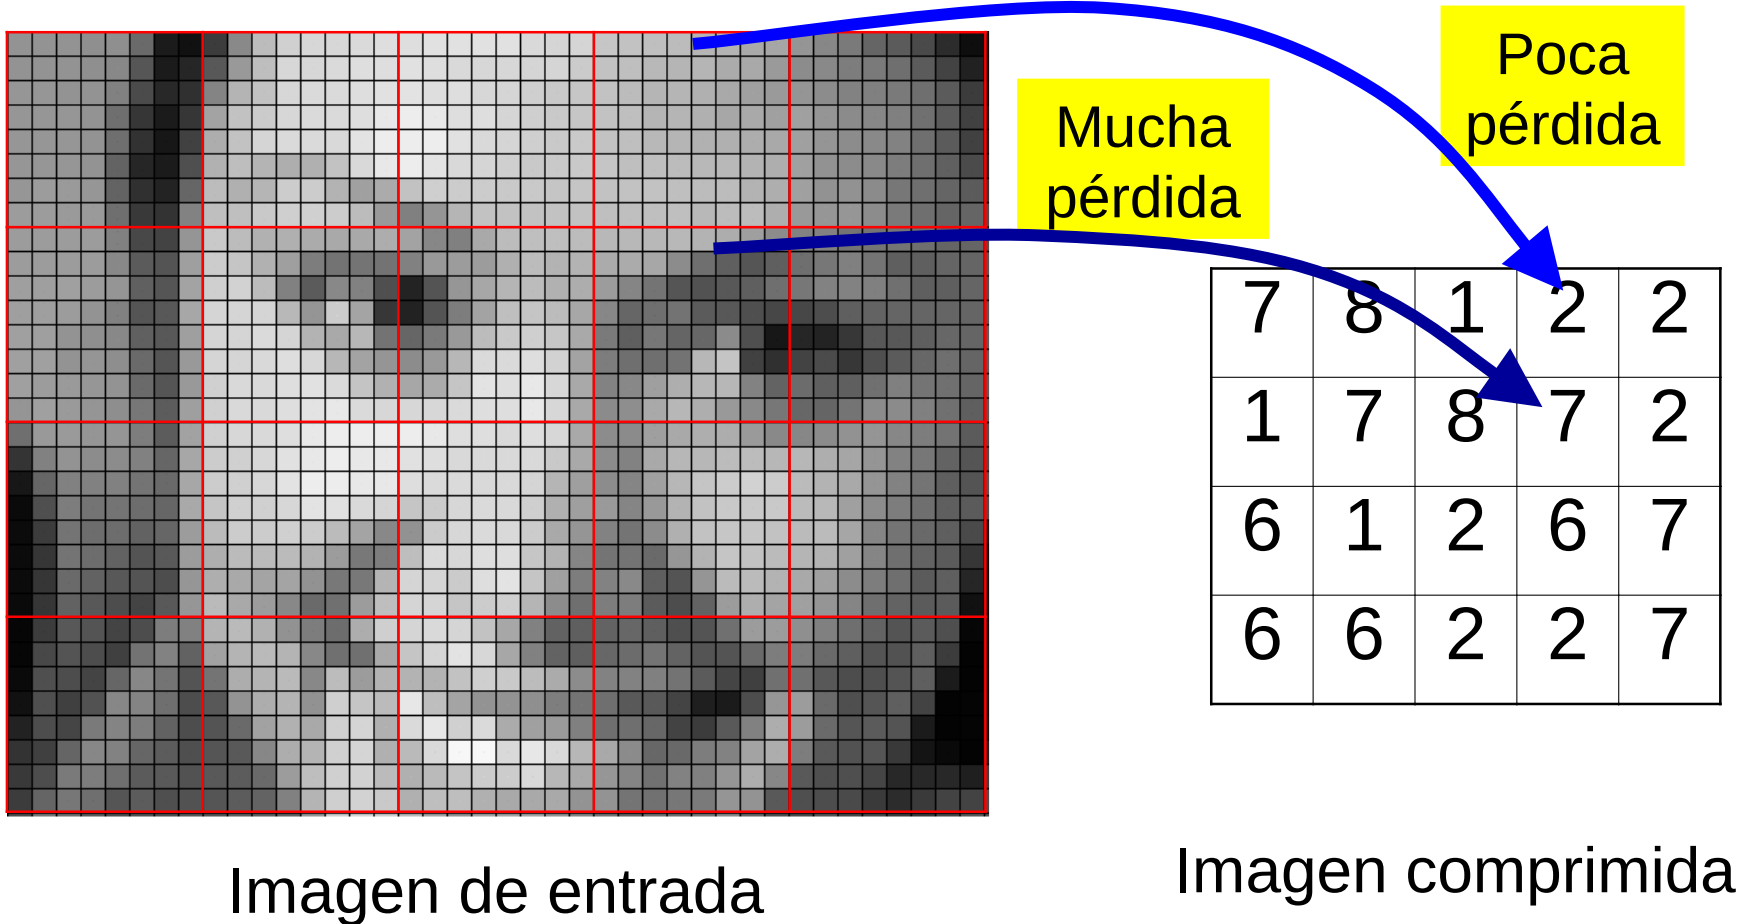 Poca
pérdida
Mucha
pérdida
7 8 1 2 2
1 7 8 7 2
6 1 2 6 7
6 6 2 2 7
Imagen de entrada
Imagen comprimida